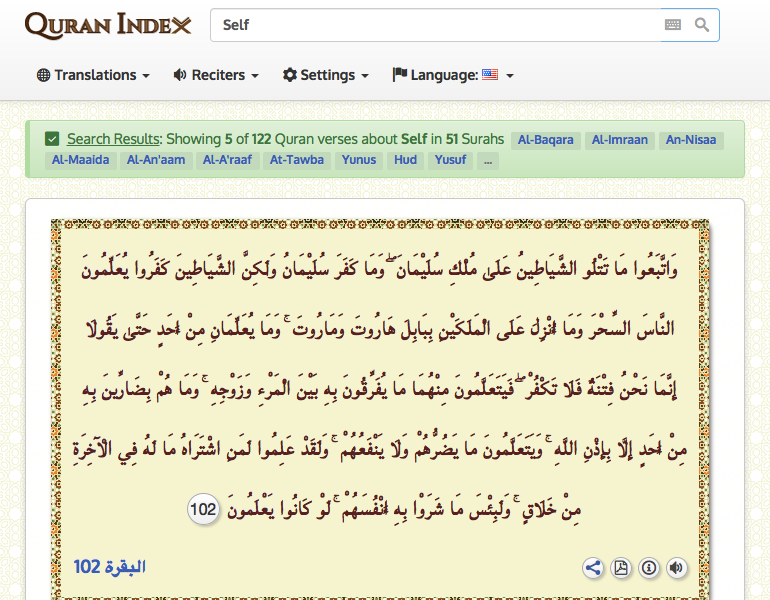 QURAN INDEX
Self
Translations Reciters Settings Language:
Search Results: Showing 5 of 122 Quran verses about Self in 51 Surahs Al-Baqara Al-Imraan An-Nisaa
Al-Maaida Al-An'aam Al-A'raaf At-Tawba Yunus Hud Yusuf ...
وَاتَّبَعُوا مَا تَتْلُو الشَّيَاطِينُ عَلَىٰ مُلْكِ سُلَيْمَانَ ۖ وَمَا كَفَرَ سُلَيْمَانُ وَلَٰكِنَّ الشَّيَاطِينَ كَفَرُوا يُعَلِّمُونَ
النَّاسَ السِّحْرَ وَمَا أُنْزِلَ عَلَى الْمَلَكَيْنِ بِبَابِلَ هَارُوتَ وَمَارُوتَ ۚ وَمَا يُعَلِّمَانِ مِنْ أَحَدٍ حَتَّىٰ يَقُولَا
إِنَّمَا نَحْنُ فِتْنَةٌ فَلَا تَكْفُرْ ۖ فَيَتَعَلَّمُونَ مِنْهُمَا مَا يُفَرِّقُونَ بِهِ بَيْنَ الْمَرْءِ وَزَوْجِهِ ۚ وَمَا هُمْ بِضَارِّينَ بِهِ
مِنْ أَحَدٍ إِلَّا بِإِذْنِ اللَّهِ ۚ وَيَتَعَلَّمُونَ مَا يَضُرُّهُمْ وَلَا يَنْفَعُهُمْ ۚ وَلَقَدْ عَلِمُوا لَمَنِ اشْتَرَاهُ مَا لَهُ فِي الْآخِرَةِ
مِنْ خَلَاقٍ ۚ وَلَبِئْسَ مَا شَرَوْا بِهِ أَنْفُسَهُمْ ۚ لَوْ كَانُوا يَعْلَمُونَ 102
البقرة 102